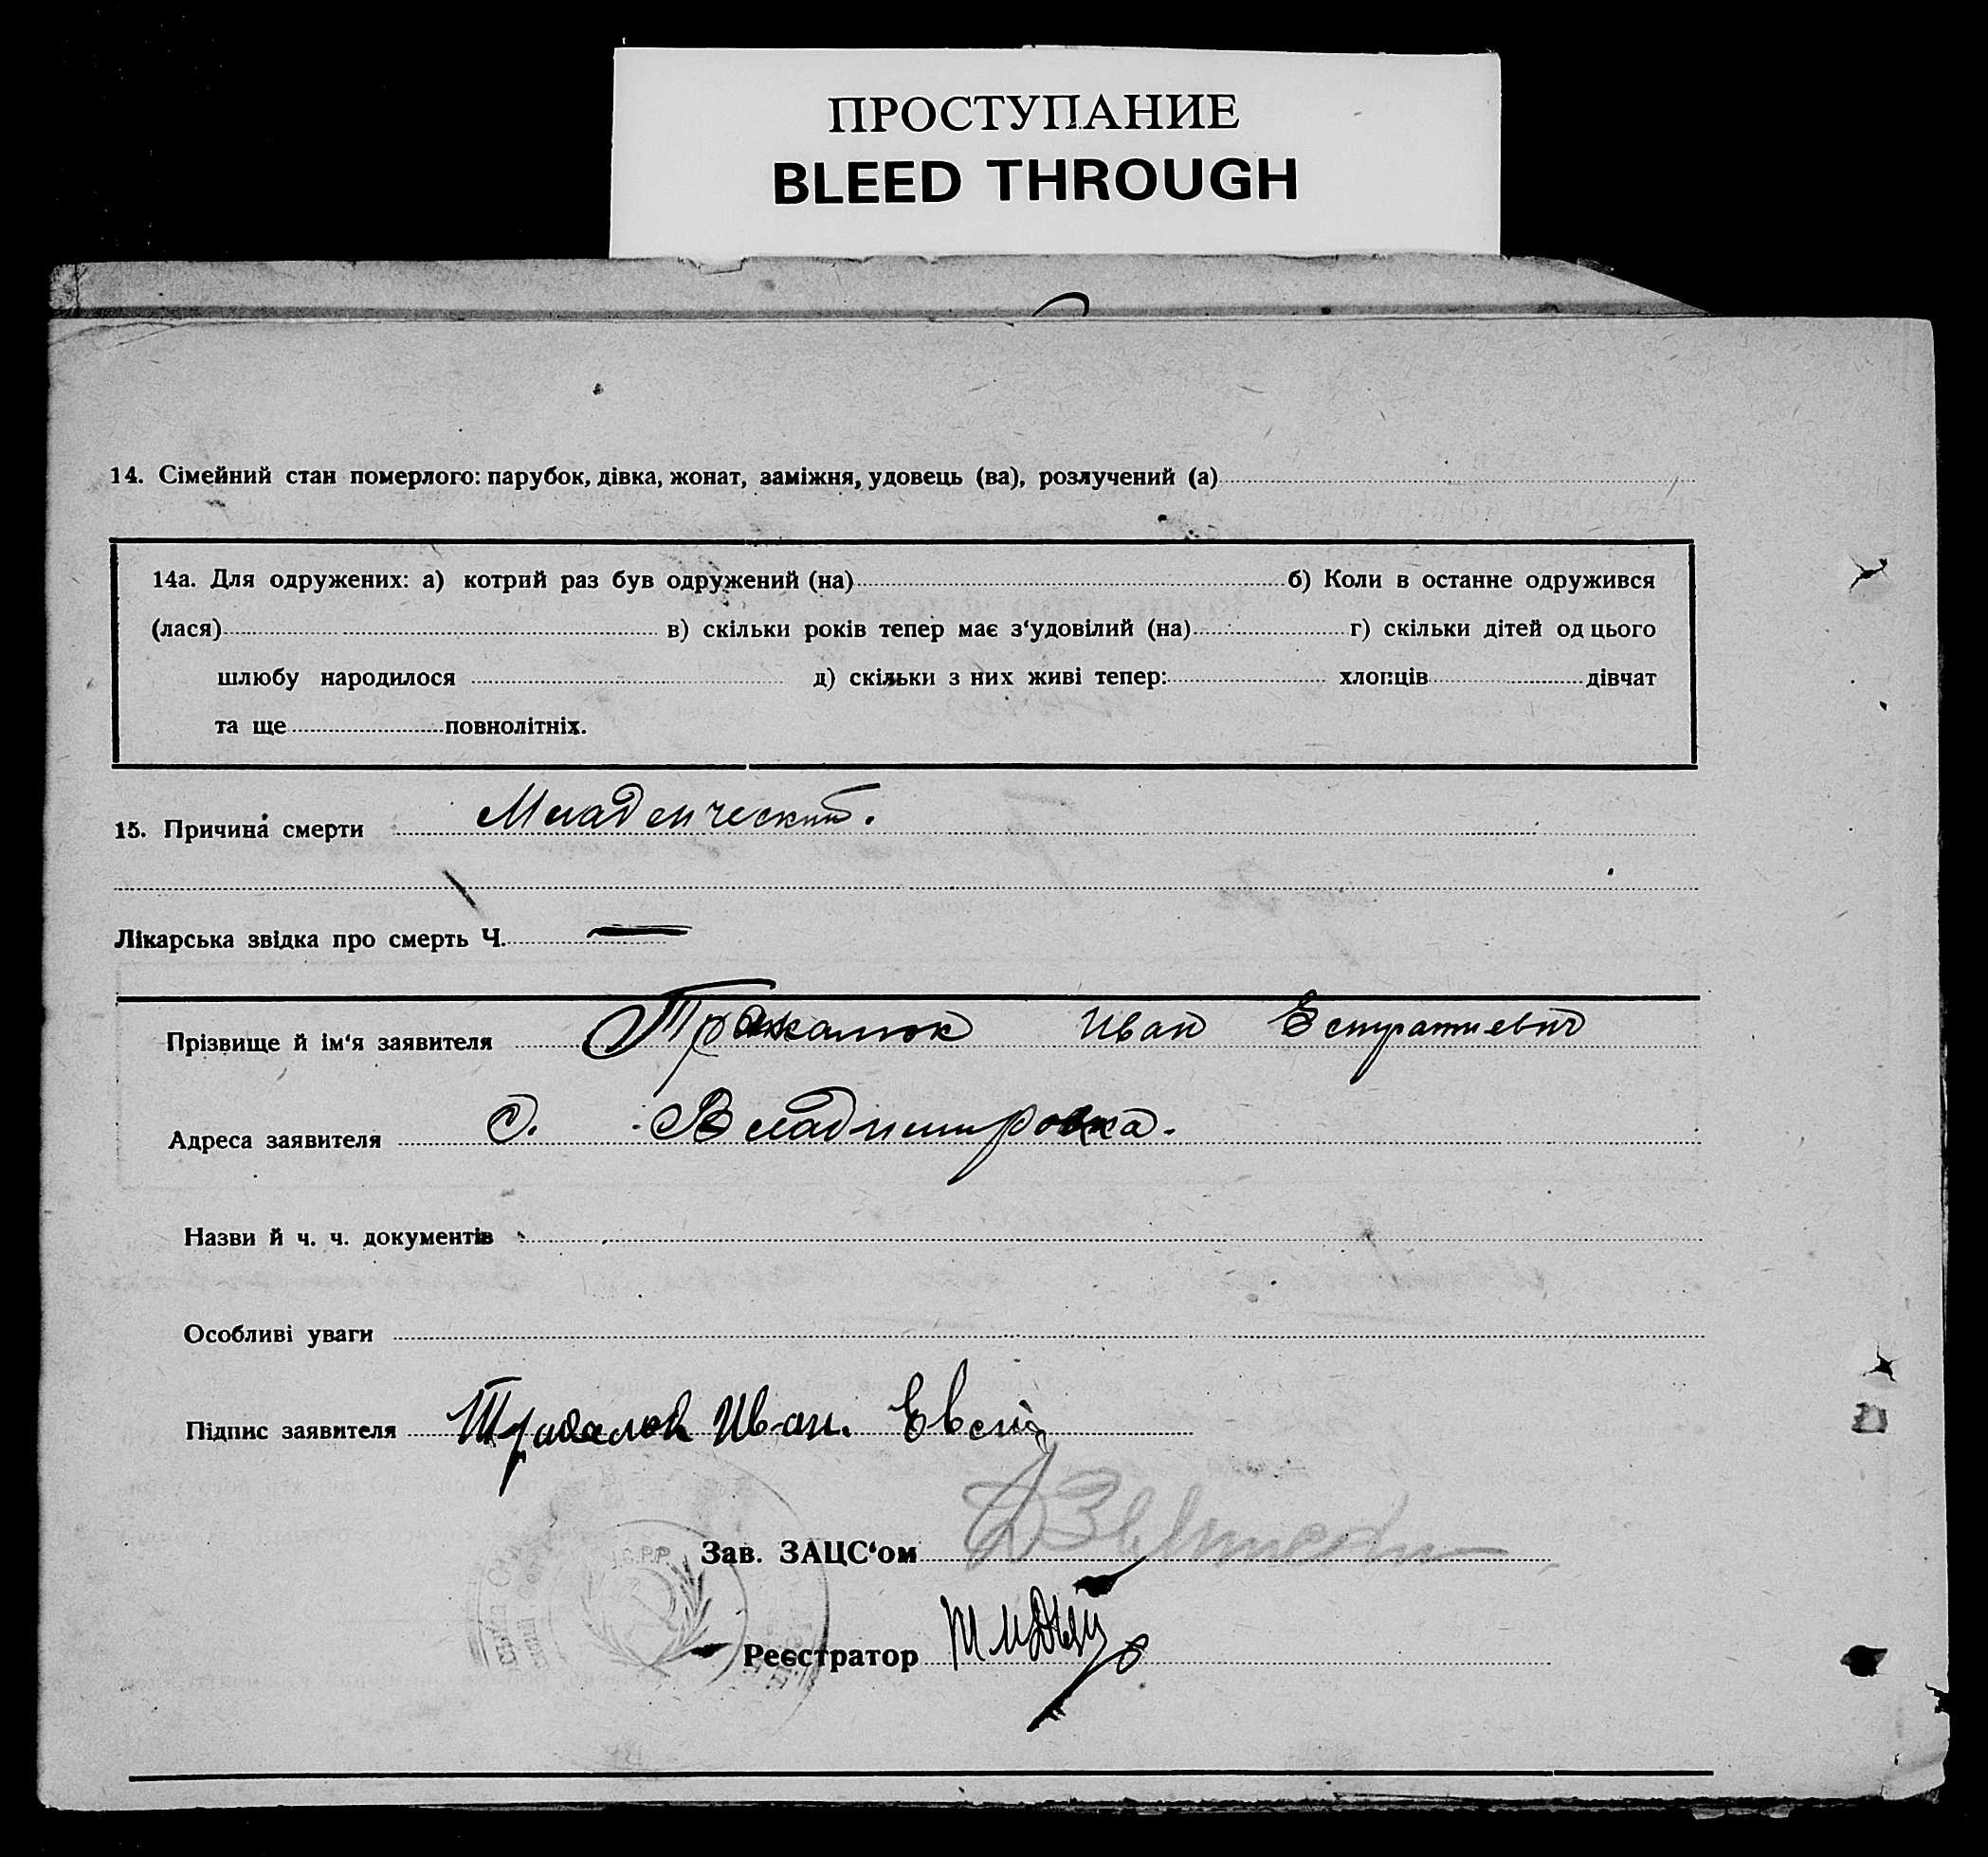 ПРОСТУПАНИЕ
BLEED THROUGH
14. Сімейний стан померлого: парубок, дівка, жонат, заміжня, удовець (ва), розлучений (а)
14а. Для одружених: а) котрий раз був одружений (на) б) Коли в останнє одружився
(лася) в) скільки років тепер має з‘удовілий (на) г) скільки дітей од цього
шлюбу народилося д) скільки з них живі тепер: хлопців дівчат
та ще повнолітніх.
15. Причина смерти Младенческий.
Лікарська звідка про смерть Ч. —
Прізвище й ім‘я заявителя Иван Евстратиевич
Адреса заявителя С. Владимировка.
Назви й ч. ч. документів
Особливі уваги
Підпис заявителя Иван.
Зав. ЗАЦС‘ом
Реєстратор